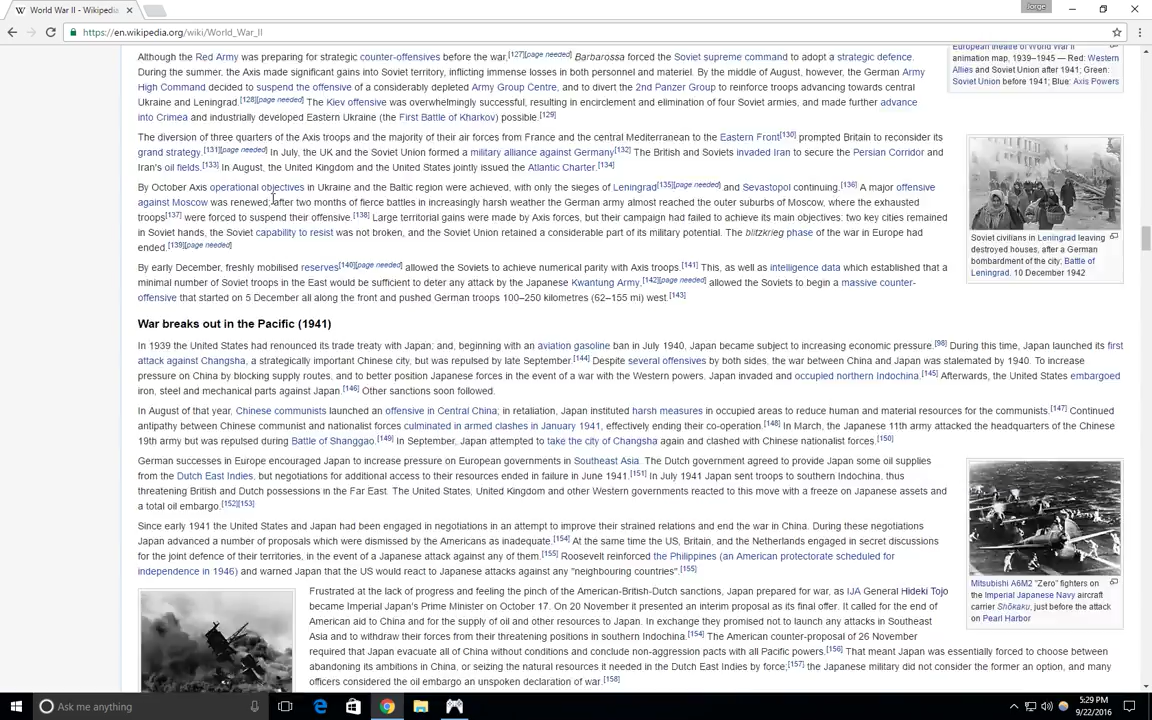 World War II - Wikipedia
Jorge
https://en.wikipedia.org/wiki/World_War_II
Although the Red Army was preparing for strategic counter-offensives before the war,[127][page needed] Barbarossa forced the Soviet supreme command to adopt a strategic defence.
During the summer, the Axis made significant gains into Soviet territory, inflicting immense losses in both personnel and materiel. By the middle of August, however, the German Army
High Command decided to suspend the offensive of a considerably depleted Army Group Centre, and to divert the 2nd Panzer Group to reinforce troops advancing towards central
Ukraine and Leningrad.[128][page needed] The Kiev offensive was overwhelmingly successful, resulting in encirclement and elimination of four Soviet armies, and made further advance
into Crimea and industrially developed Eastern Ukraine (the First Battle of Kharkov) possible.[129]
European theatre of World War II
animation map, 1939–1945 — Red: Western
Allies and Soviet Union after 1941; Green:
Soviet Union before 1941; Blue: Axis Powers
The diversion of three quarters of the Axis troops and the majority of their air forces from France and the central Mediterranean to the Eastern Front[130] prompted Britain to reconsider its
grand strategy.[131][page needed] In July, the UK and the Soviet Union formed a military alliance against Germany[132] The British and Soviets invaded Iran to secure the Persian Corridor and
Iran's oil fields.[133] In August, the United Kingdom and the United States jointly issued the Atlantic Charter.[134]
By October Axis operational objectives in Ukraine and the Baltic region were achieved, with only the sieges of Leningrad[135][page needed] and Sevastopol continuing.[136] A major offensive
against Moscow was renewed; after two months of fierce battles in increasingly harsh weather the German army almost reached the outer suburbs of Moscow, where the exhausted
troops[137] were forced to suspend their offensive.[138] Large territorial gains were made by Axis forces, but their campaign had failed to achieve its main objectives: two key cities remained
in Soviet hands, the Soviet capability to resist was not broken, and the Soviet Union retained a considerable part of its military potential. The blitzkrieg phase of the war in Europe had
ended.[139][page needed]
Soviet civilians in Leningrad leaving
destroyed houses, after a German
bombardment of the city; Battle of
Leningrad, 10 December 1942
By early December, freshly mobilised reserves[140][page needed] allowed the Soviets to achieve numerical parity with Axis troops.[141] This, as well as intelligence data which established that a
minimal number of Soviet troops in the East would be sufficient to deter any attack by the Japanese Kwantung Army,[142][page needed] allowed the Soviets to begin a massive counter-
offensive that started on 5 December all along the front and pushed German troops 100–250 kilometres (62–155 mi) west.[143]
War breaks out in the Pacific (1941)
In 1939 the United States had renounced its trade treaty with Japan; and, beginning with an aviation gasoline ban in July 1940, Japan became subject to increasing economic pressure.[98] During this time, Japan launched its first
attack against Changsha, a strategically important Chinese city, but was repulsed by late September.[144] Despite several offensives by both sides, the war between China and Japan was stalemated by 1940. To increase
pressure on China by blocking supply routes, and to better position Japanese forces in the event of a war with the Western powers, Japan invaded and occupied northern Indochina.[145] Afterwards, the United States embargoed
iron, steel and mechanical parts against Japan.[146] Other sanctions soon followed.
In August of that year, Chinese communists launched an offensive in Central China; in retaliation, Japan instituted harsh measures in occupied areas to reduce human and material resources for the communists.[147] Continued
antipathy between Chinese communist and nationalist forces culminated in armed clashes in January 1941, effectively ending their co-operation.[148] In March, the Japanese 11th army attacked the headquarters of the Chinese
19th army but was repulsed during Battle of Shanggao.[149] In September, Japan attempted to take the city of Changsha again and clashed with Chinese nationalist forces.[150]
German successes in Europe encouraged Japan to increase pressure on European governments in Southeast Asia. The Dutch government agreed to provide Japan some oil supplies
from the Dutch East Indies, but negotiations for additional access to their resources ended in failure in June 1941.[151] In July 1941 Japan sent troops to southern Indochina, thus
threatening British and Dutch possessions in the Far East. The United States, United Kingdom and other Western governments reacted to this move with a freeze on Japanese assets and
a total oil embargo.[152][153]
Since early 1941 the United States and Japan had been engaged in negotiations in an attempt to improve their strained relations and end the war in China. During these negotiations
Japan advanced a number of proposals which were dismissed by the Americans as inadequate.[154] At the same time the US, Britain, and the Netherlands engaged in secret discussions
for the joint defence of their territories, in the event of a Japanese attack against any of them.[155] Roosevelt reinforced the Philippines (an American protectorate scheduled for
independence in 1946) and warned Japan that the US would react to Japanese attacks against any "neighbouring countries".[155]
Mitsubishi A6M2 "Zero" fighters on
the Imperial Japanese Navy aircraft
carrier Shōkaku, just before the attack
on Pearl Harbor
Frustrated at the lack of progress and feeling the pinch of the American-British-Dutch sanctions, Japan prepared for war, as IJA General Hideki Tojo
became Imperial Japan's Prime Minister on October 17. On 20 November it presented an interim proposal as its final offer. It called for the end of
American aid to China and for the supply of oil and other resources to Japan. In exchange they promised not to launch any attacks in Southeast
Asia and to withdraw their forces from their threatening positions in southern Indochina.[154] The American counter-proposal of 26 November
required that Japan evacuate all of China without conditions and conclude non-aggression pacts with all Pacific powers.[156] That meant Japan was essentially forced to choose between
abandoning its ambitions in China, or seizing the natural resources it needed in the Dutch East Indies by force;[157] the Japanese military did not consider the former an option, and many
officers considered the oil embargo an unspoken declaration of war.[158]
Ask me anything
5:29 PM
9/22/2016